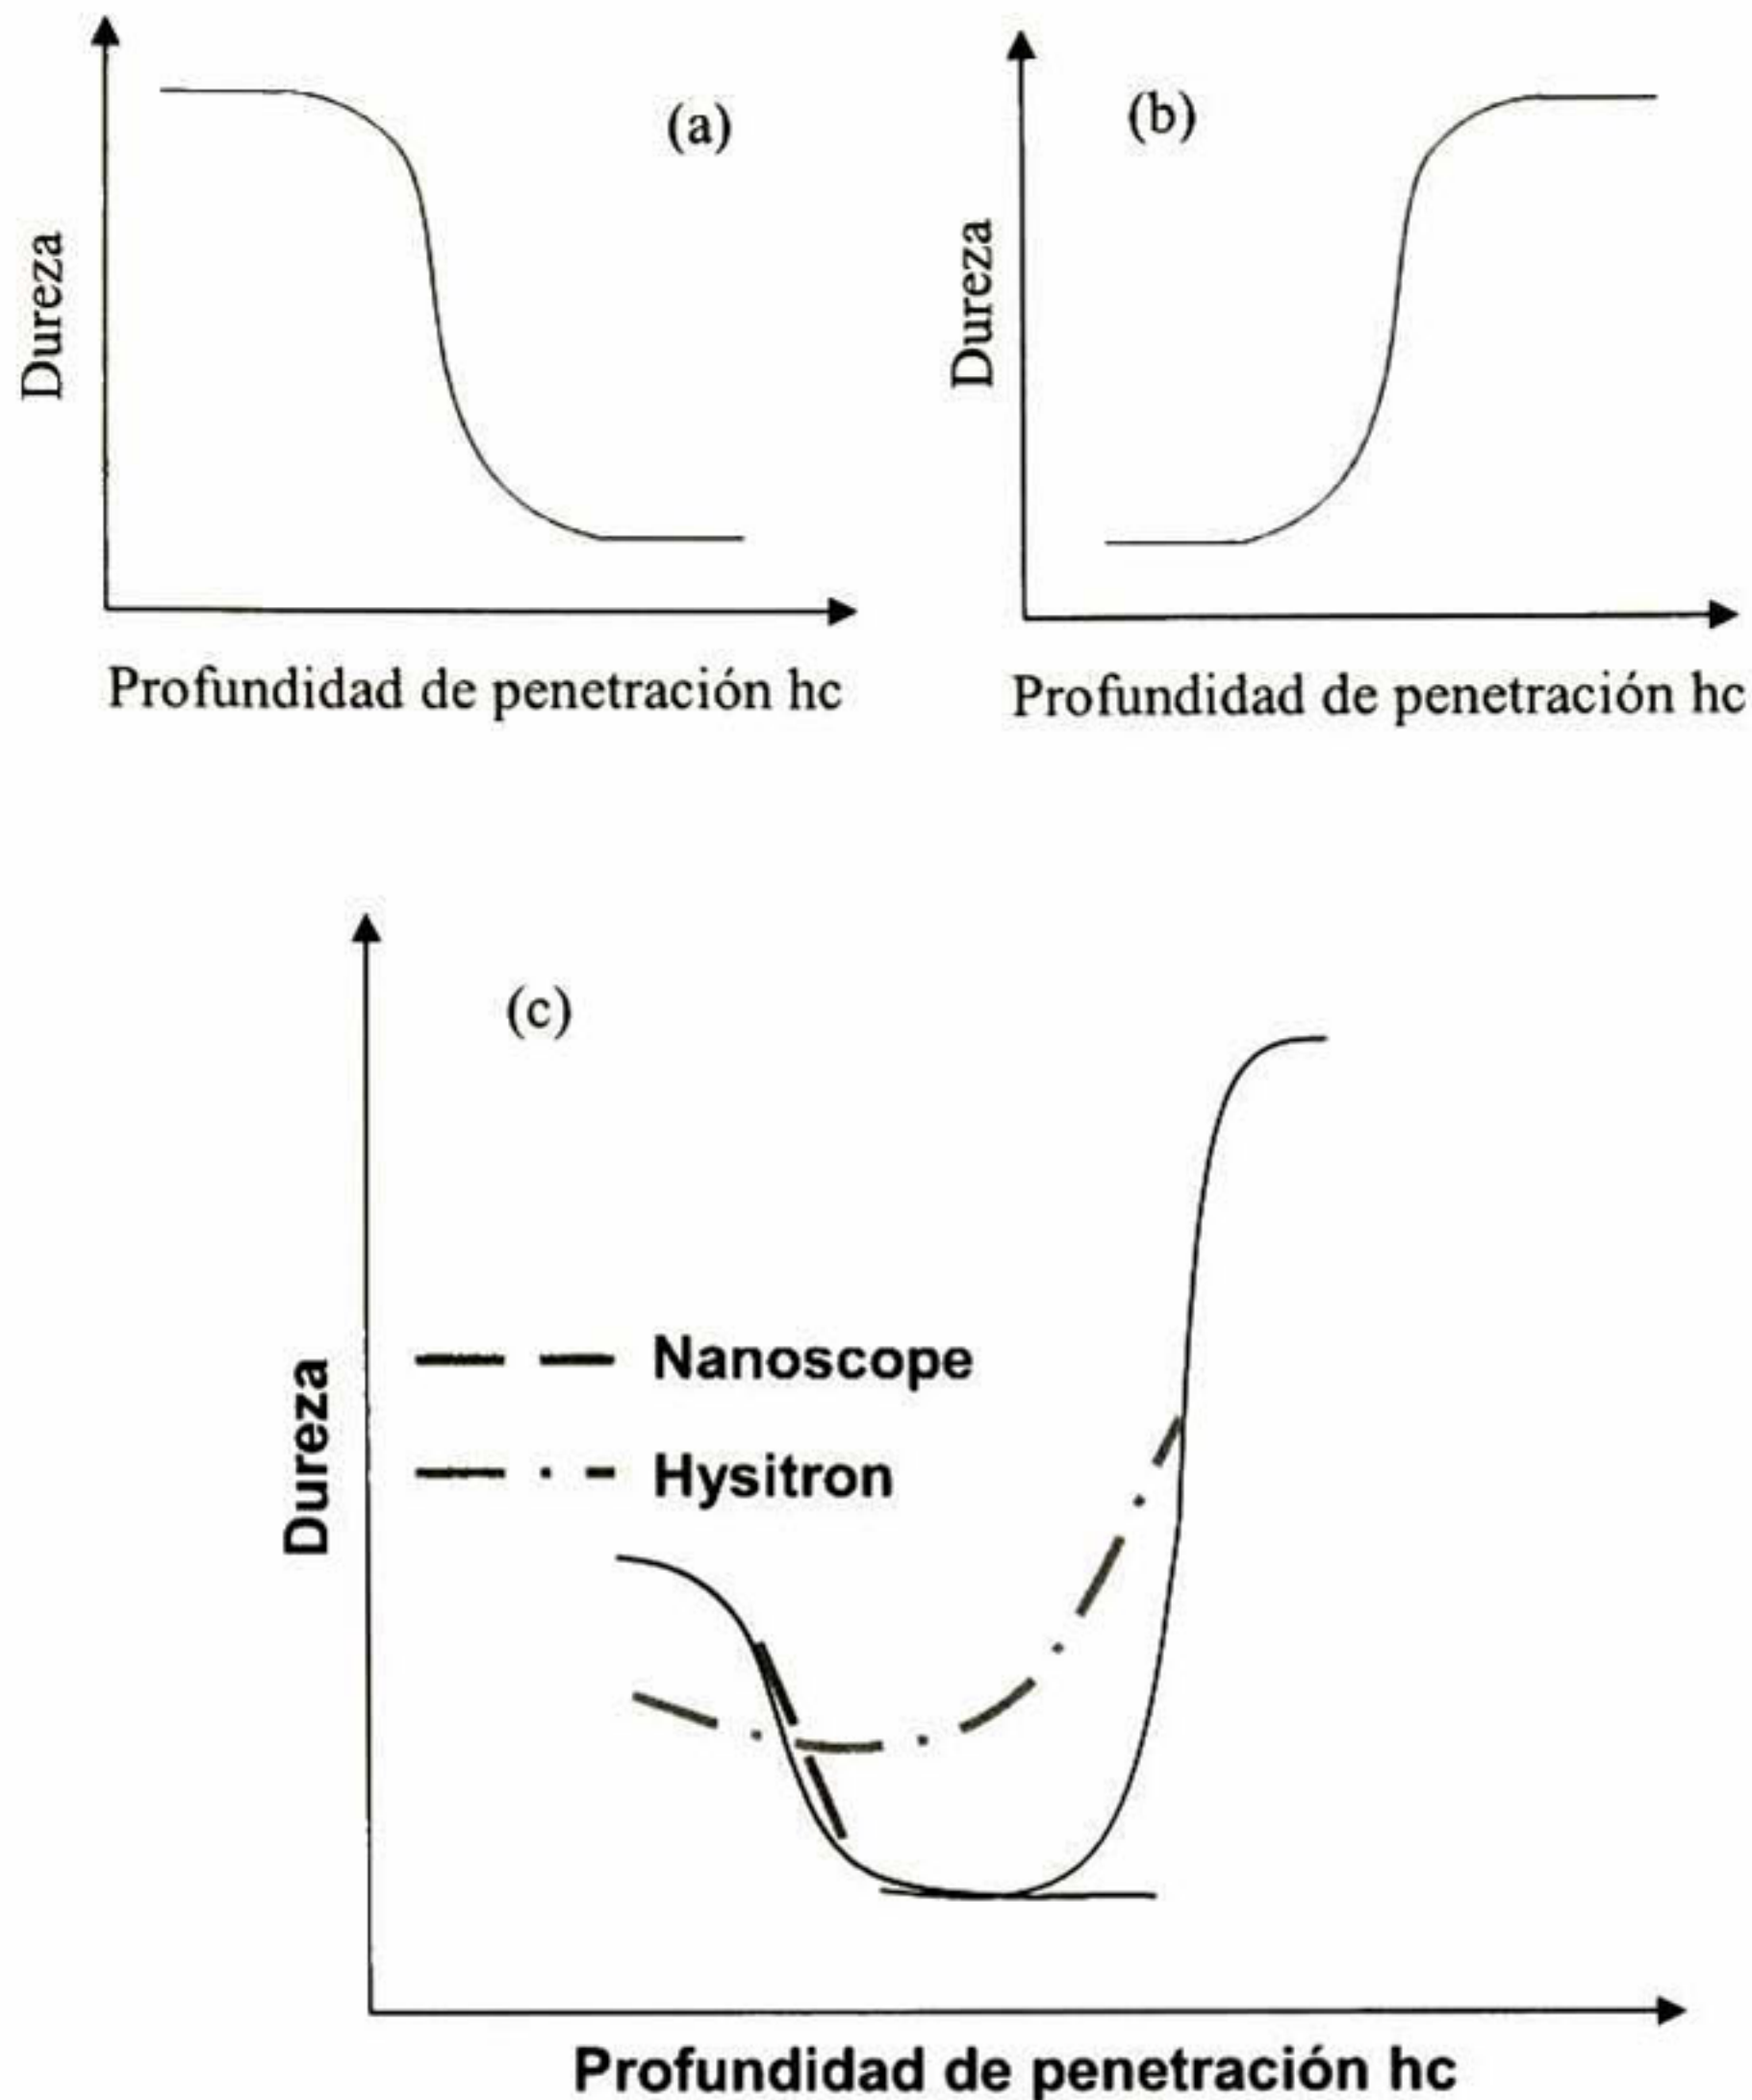 (a)
Dureza
Profundidad de penetración hc
(b)
Dureza
Profundidad de penetración hc
(c)
Nanoscope
Hysitron
Dureza
Profundidad de penetración hc